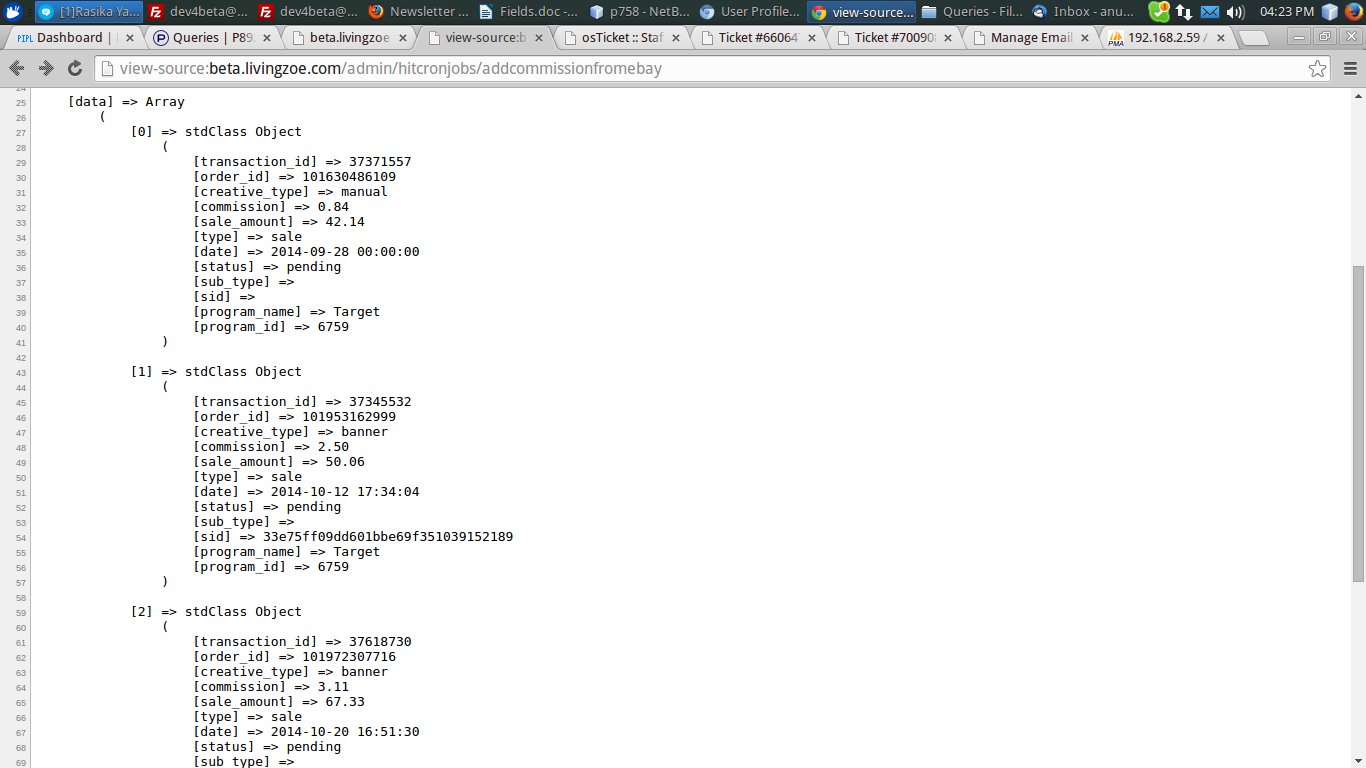 [1]Rasika Ya... dev4beta@... dev4beta@... Newsletter ... Fields.doc -... p758 - NetB... User Profile... view-source... Queries - Fil... Inbox - anu... 04:23 PM
PIPL Dashboard | Queries | P89 beta.livingzoe view-source:b osTicket :: Staf Ticket #66064 Ticket #70090 Manage Email PMA 192.168.2.59 /
view-source:beta.livingzoe.com/admin/hitcronjobs/addcommissionfromebay
24
25 [data] => Array
26 (
27 [0] => stdClass Object
28 (
29 [transaction_id] => 37371557
30 [order_id] => 101630486109
31 [creative_type] => manual
32 [commission] => 0.84
33 [sale_amount] => 42.14
34 [type] => sale
35 [date] => 2014-09-28 00:00:00
36 [status] => pending
37 [sub_type] =>
38 [sid] =>
39 [program_name] => Target
40 [program_id] => 6759
41 )
42
43 [1] => stdClass Object
44 (
45 [transaction_id] => 37345532
46 [order_id] => 101953162999
47 [creative_type] => banner
48 [commission] => 2.50
49 [sale_amount] => 50.06
50 [type] => sale
51 [date] => 2014-10-12 17:34:04
52 [status] => pending
53 [sub_type] =>
54 [sid] => 33e75ff09dd601bbe69f351039152189
55 [program_name] => Target
56 [program_id] => 6759
57 )
58
59 [2] => stdClass Object
60 (
61 [transaction_id] => 37618730
62 [order_id] => 101972307716
63 [creative_type] => banner
64 [commission] => 3.11
65 [sale_amount] => 67.33
66 [type] => sale
67 [date] => 2014-10-20 16:51:30
68 [status] => pending
69 [sub_type] =>